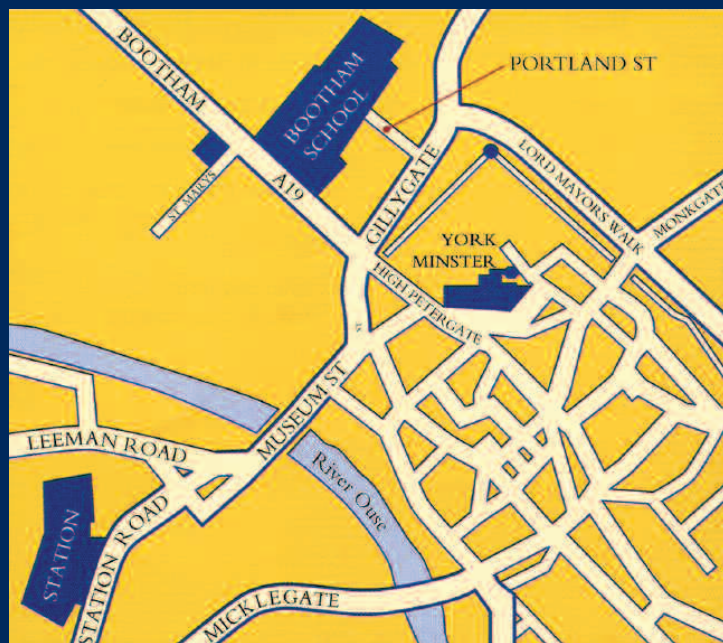 BOOTHAM
BOOTHAM
SCHOOL
PORTLAND ST
A19
ST. MARYS
GILLYGATE
LORD MAYORS WALK
MONKGATE
YORK
MINSTER
HIGH PETERGATE
MUSEUM ST
LEEMAN ROAD
River Ouse
STATION
STATION ROAD
MICKLEGATE